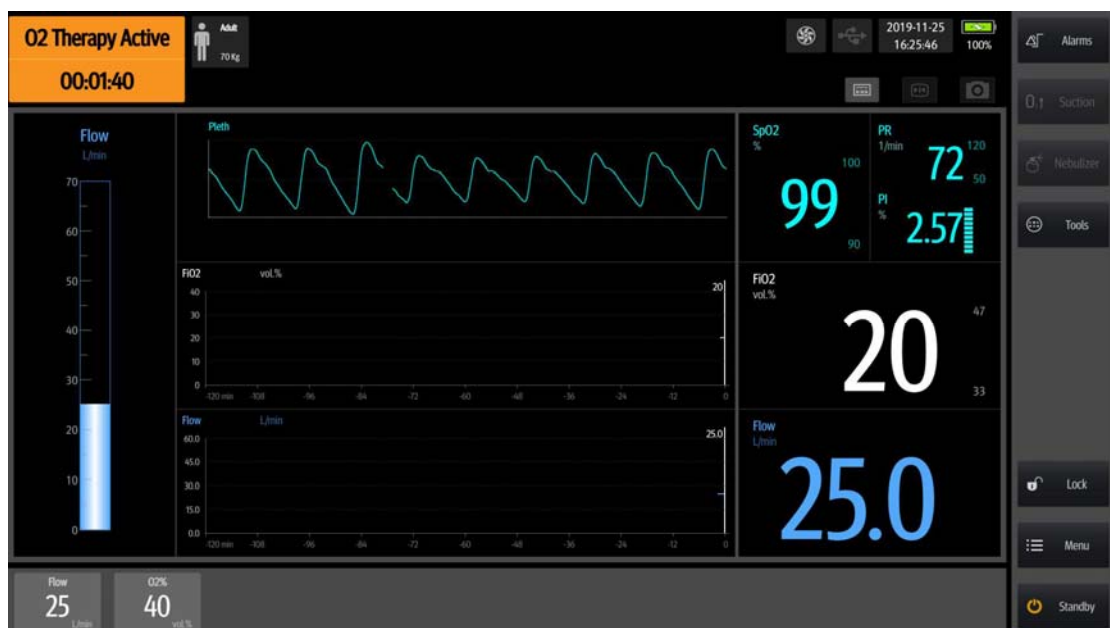 O2 Therapy Active
00:01:40
Adult
70 Kg
2019-11-25
16:25:46
100%
Alarms
Suction
Nebulizer
Tools
Lock
Menu
Standby
Flow
L/min
70
60
50
40
30
20
10
0
Pleth
SpO2
%
100
99
90
PR
1/min
72
120
50
PI
%
2.57
FiO2 vol.%
20
40
30
20
10
0
-120 min -108 -96 -84 -72 -60 -48 -36 -24 -12 0
FiO2
vol.%
20
47
33
Flow L/min
25.0
60.0
45.0
30.0
15.0
0.0
-120 min -108 -96 -84 -72 -60 -48 -36 -24 -12 0
Flow
L/min
25.0
Flow
25
L/min
O2%
40
vol.%